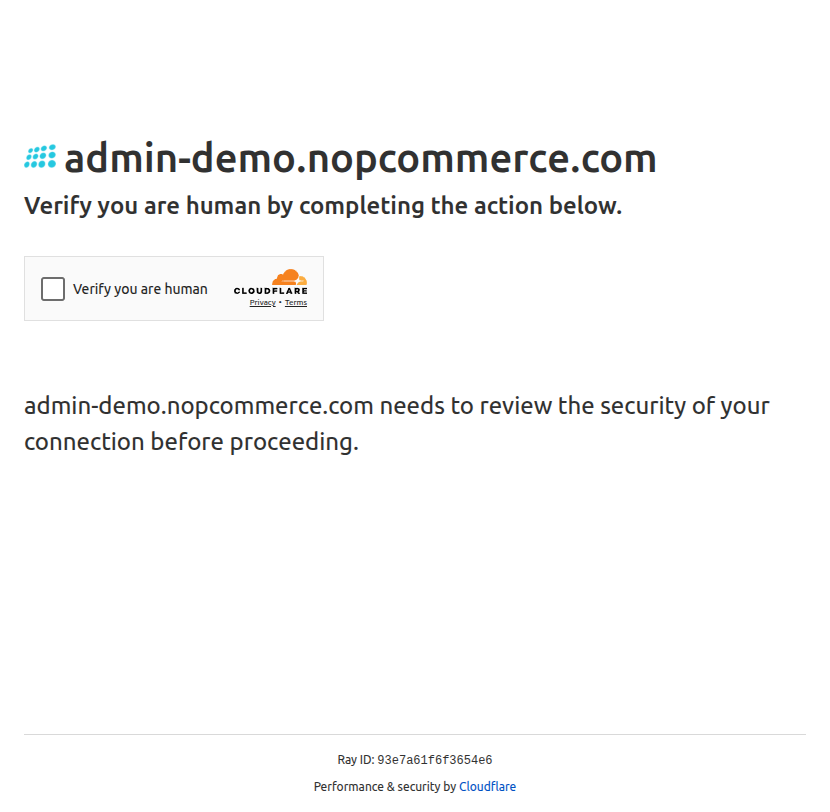 admin-demo.nopcommerce.com
Verify you are human by completing the action below.
Verify you are human
CLOUDFLARE
Privacy • Terms
admin-demo.nopcommerce.com needs to review the security of your
connection before proceeding.
Ray ID: 93e7a61f6f3654e6
Performance & security by Cloudflare